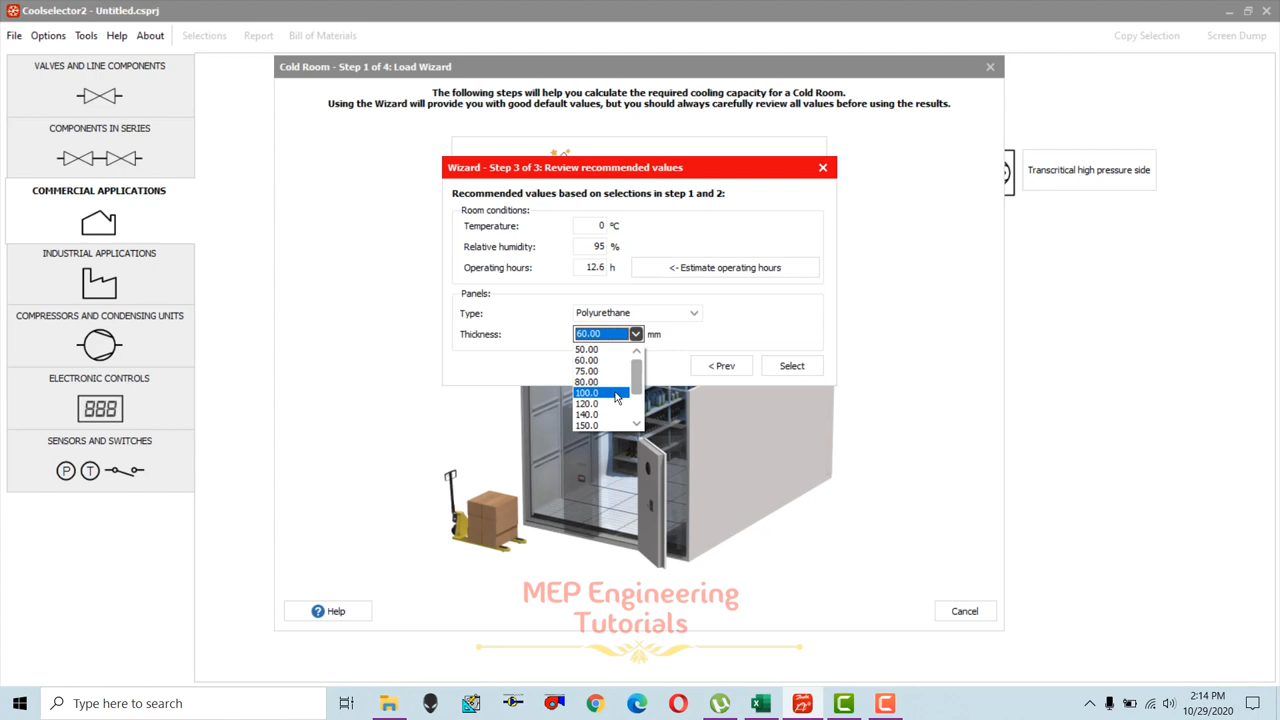 Coolselector2 - Untitled.csprj
File Options Tools Help About Selections Report Bill of Materials Copy Selection Screen Dump
VALVES AND LINE COMPONENTS
COMPONENTS IN SERIES
COMMERCIAL APPLICATIONS
INDUSTRIAL APPLICATIONS
COMPRESSORS AND CONDENSING UNITS
ELECTRONIC CONTROLS
888
SENSORS AND SWITCHES
P T
Cold Room - Step 1 of 4: Load Wizard
The following steps will help you calculate the required cooling capacity for a Cold Room.
Using the Wizard will provide you with good default values, but you should always carefully review all values before using the results.
Transcritical high pressure side
Wizard - Step 3 of 3: Review recommended values
Recommended values based on selections in step 1 and 2:
Room conditions:
Temperature: 0 °C
Relative humidity: 95 %
Operating hours: 12.6 h <- Estimate operating hours
Panels:
Type: Polyurethane
Thickness: 60.00 mm
50.00
60.00
75.00
80.00
100.0
120.0
140.0
150.0
< Prev Select
MEP Engineering
Tutorials
Help Cancel
Type here to search
2:14 PM
10/29/2020